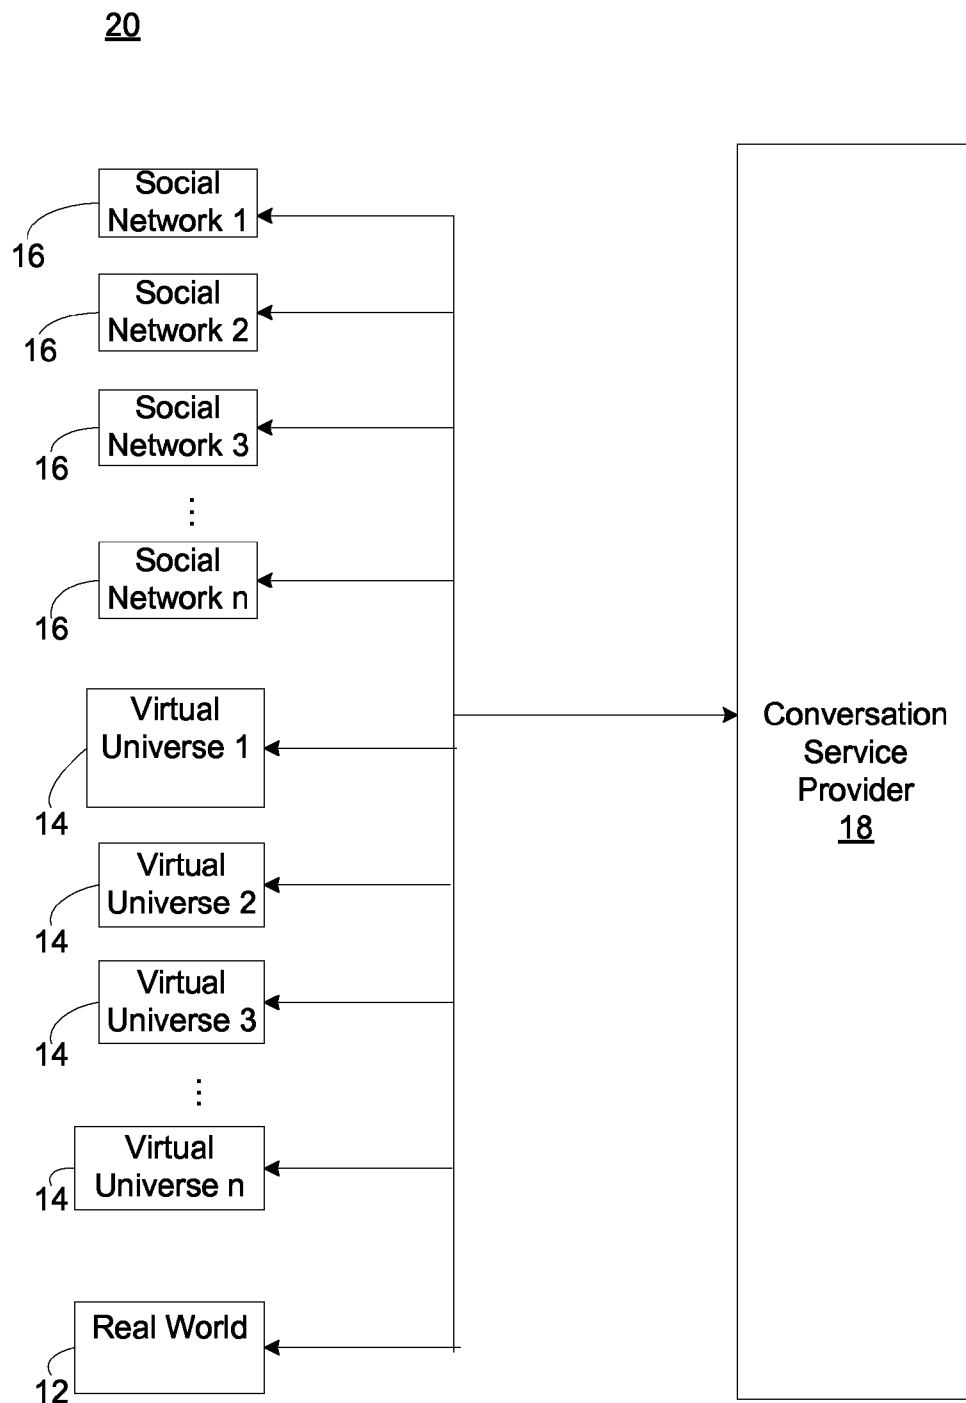 20
Social
Network 1
16
Social
Network 2
16
Social
Network 3
16
⋮
Social
Network n
16
Virtual
Universe 1
14
Virtual
Universe 2
14
Virtual
Universe 3
14
⋮
Virtual
Universe n
14
Real World
12
Conversation
Service
Provider
18